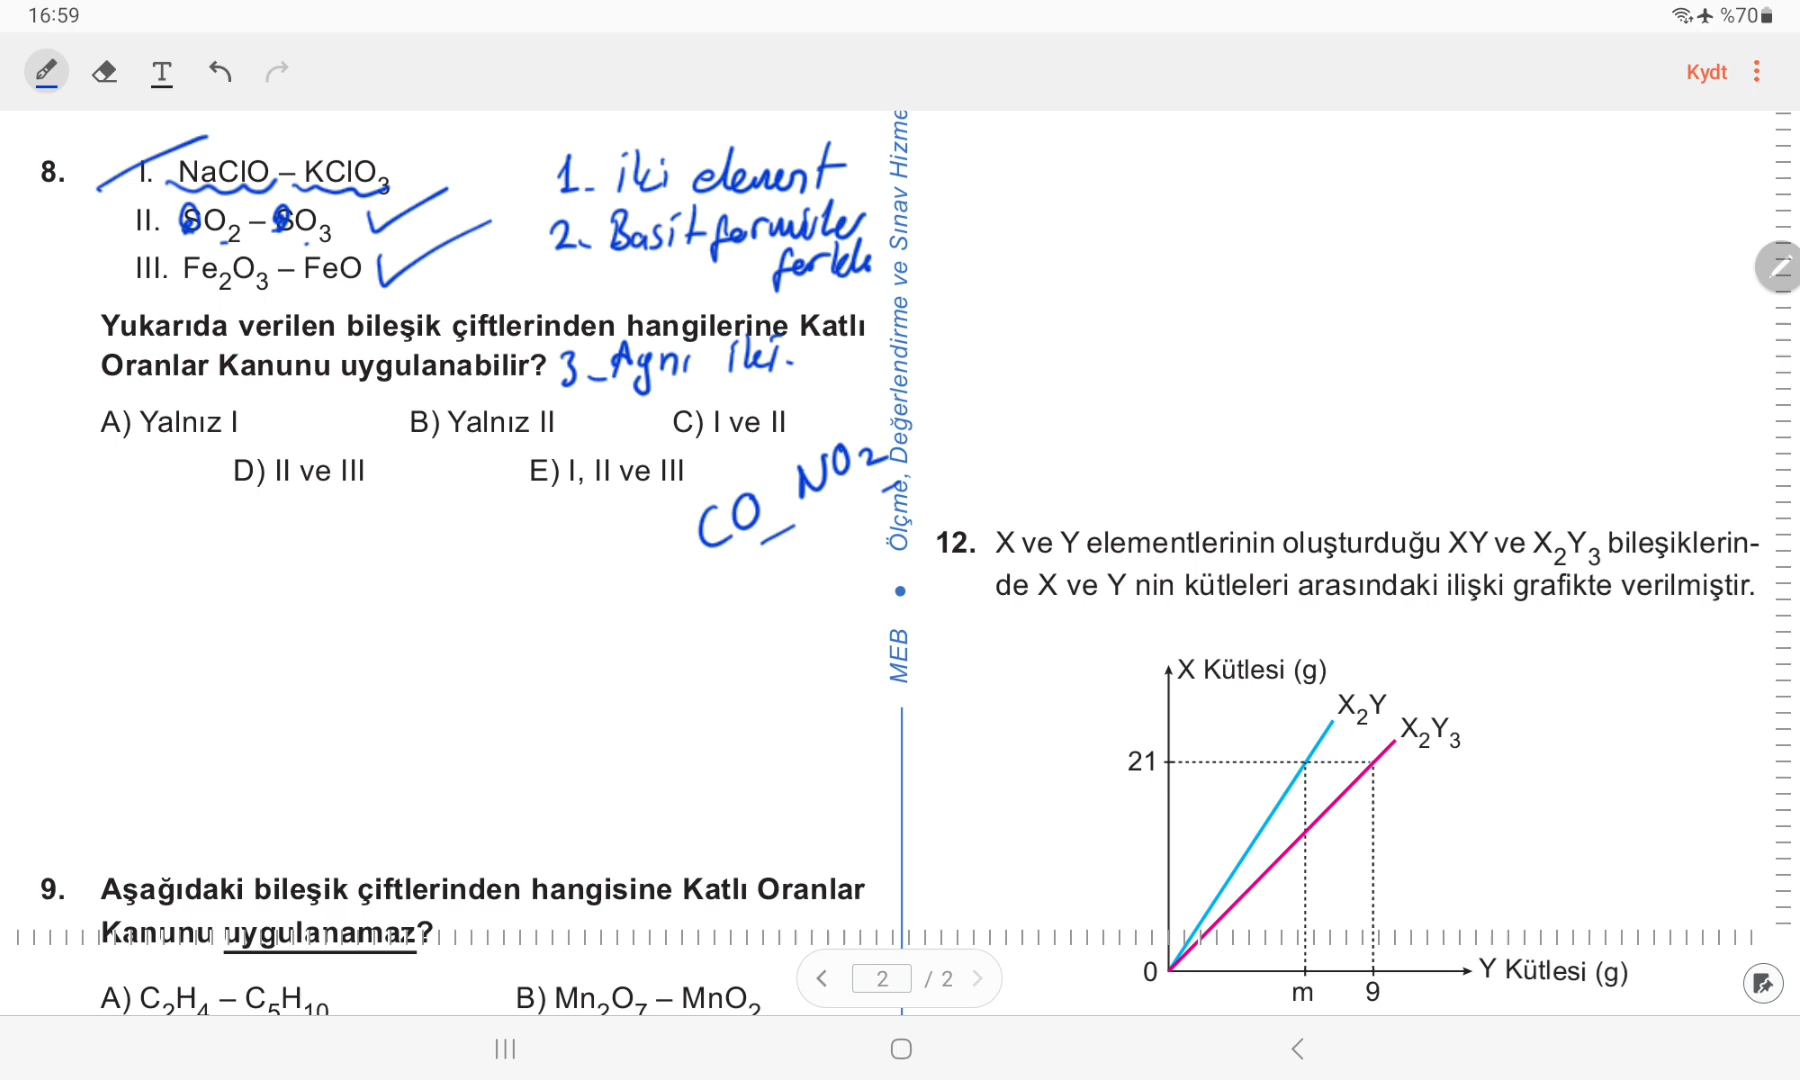 16:59
%70
Kydt
8. I. NaClO – KClO3
II. SO2 – SO3
III. Fe2O3 – FeO
1- iki element
2- Basit formüller
farklı
Yukarıda verilen bileşik çiftlerinden hangilerine Katlı
Oranlar Kanunu uygulanabilir?
3- Aynı iki.
A) Yalnız I B) Yalnız II C) I ve II
D) II ve III E) I, II ve III
CO – NO2
9. Aşağıdaki bileşik çiftlerinden hangisine Katlı Oranlar
Kanunu uygulanamaz?
A) C2H4 – C5H10 B) Mn2O7 – MnO2
MEB • Ölçme, Değerlendirme ve Sınav Hizme
12. X ve Y elementlerinin oluşturduğu XY ve X2Y3 bileşiklerin-
de X ve Y nin kütleleri arasındaki ilişki grafikte verilmiştir.
X Kütlesi (g)
X2Y
X2Y3
21
0
m 9
Y Kütlesi (g)
2 / 2